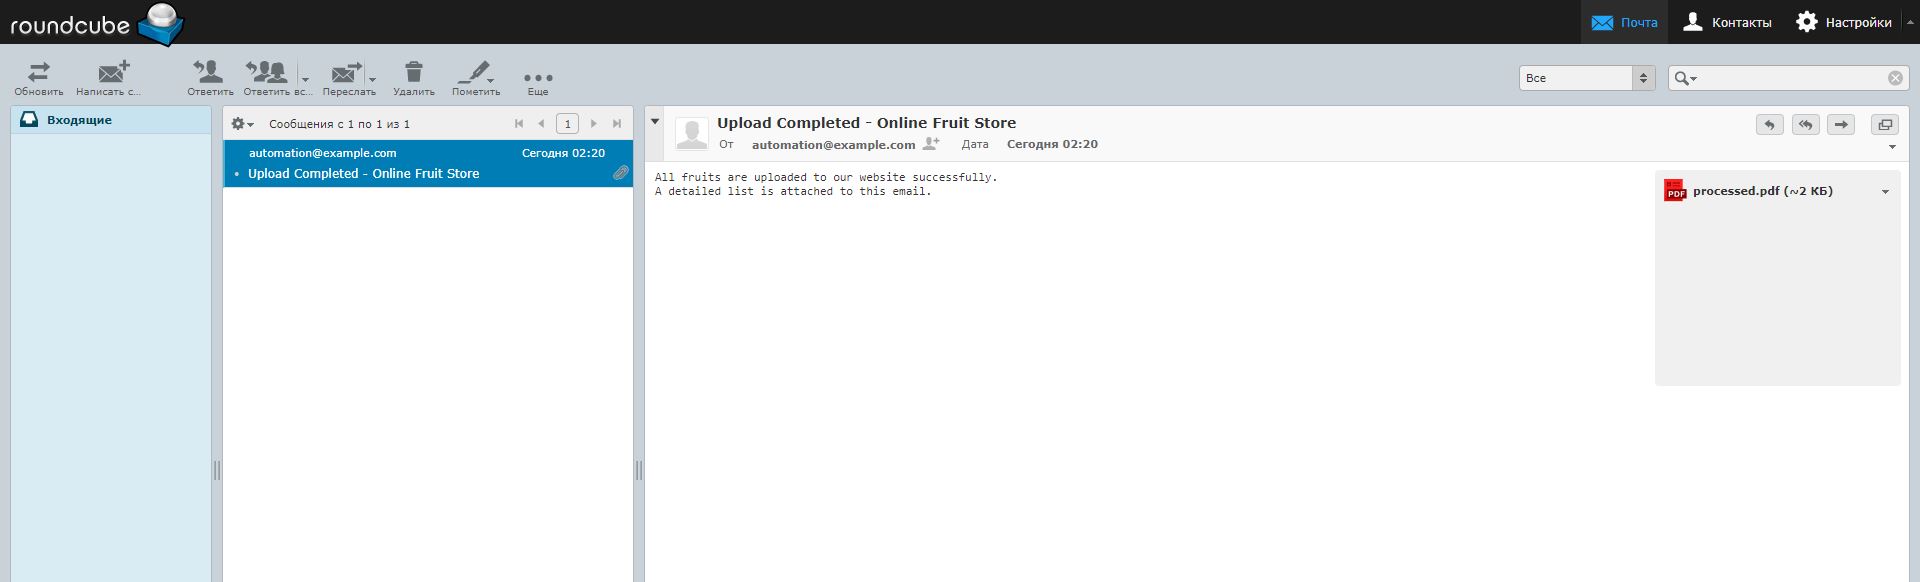 roundcube
Почта
Контакты
Настройки
Обновить
Написать с...
Ответить
Ответить вс...
Переслать
Удалить
Пометить
Еще
Все
Входящие
Сообщения с 1 по 1 из 1
1
automation@example.com Сегодня 02:20
• Upload Completed - Online Fruit Store
Upload Completed - Online Fruit Store
От automation@example.com Дата Сегодня 02:20
All fruits are uploaded to our website successfully.
A detailed list is attached to this email.
PDF processed.pdf (~2 КБ)